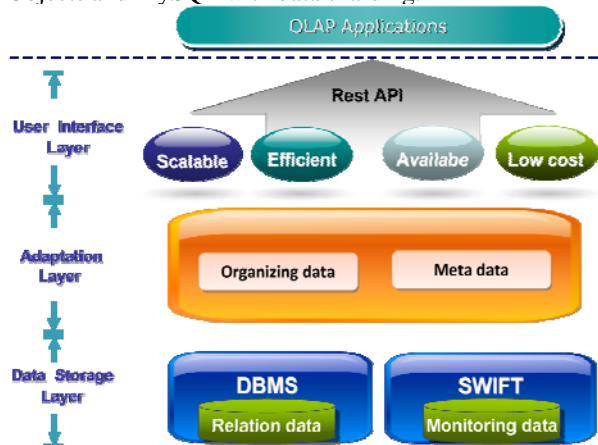 OLAP Applications
Rest API
User Interface
Layer
Scalable
Efficient
Availabe
Low cost
Adaptation
Layer
Organizing data
Meta data
Data Storage
Layer
DBMS
SWIFT
Relation data
Monitoring data